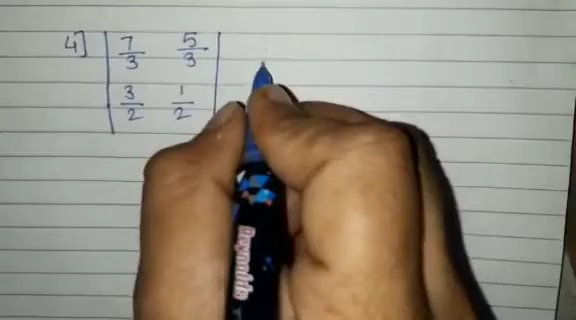 4] | 7/3 5/3 |
| 3/2 1/2 |
Reynolds